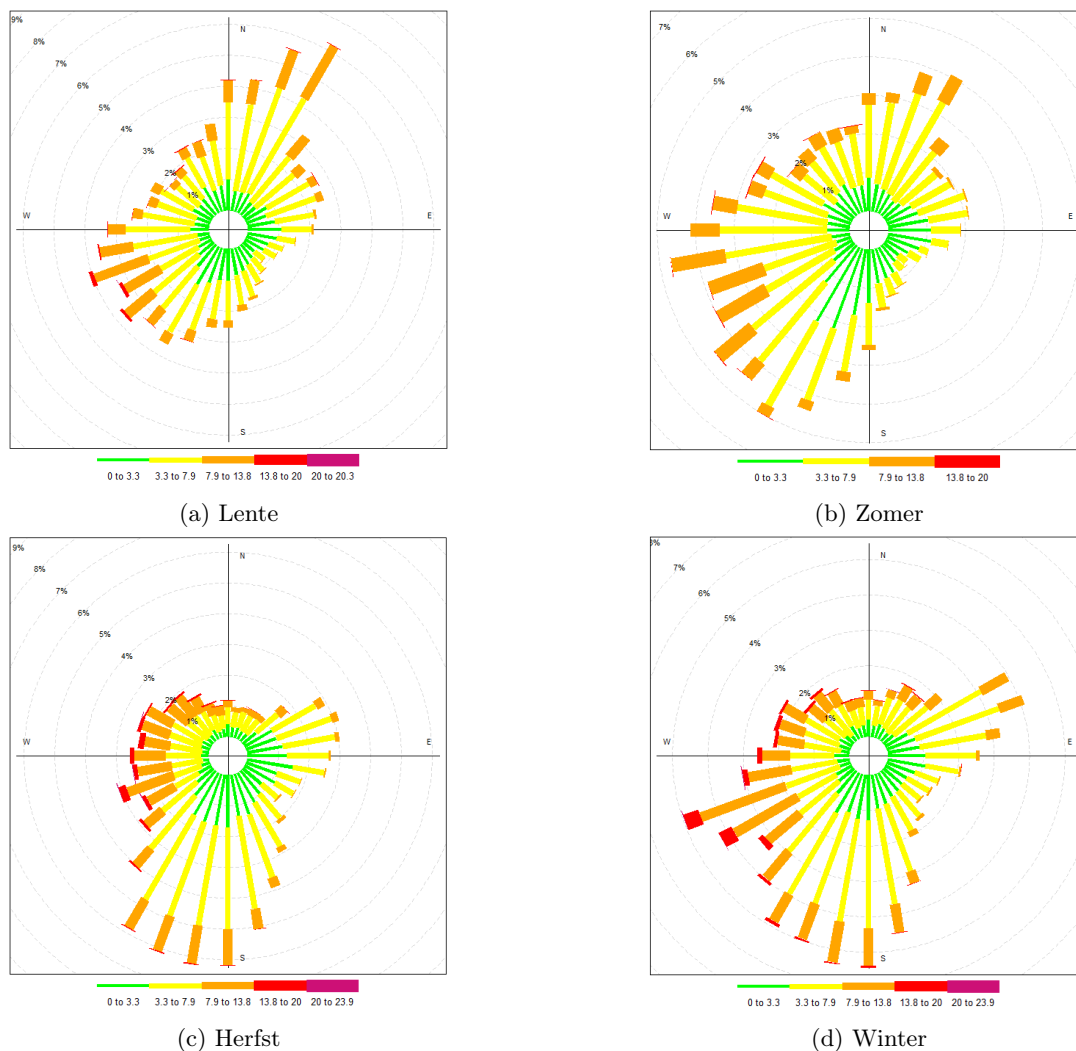 9%
8%
7%
6%
5%
4%
3%
2%
1%
N
W
E
S
0 to 3.3 3.3 to 7.9 7.9 to 13.8 13.8 to 20 20 to 20.3
(a) Lente
7%
6%
5%
4%
3%
2%
1%
N
W
E
S
0 to 3.3 3.3 to 7.9 7.9 to 13.8 13.8 to 20
(b) Zomer
9%
8%
7%
6%
5%
4%
3%
2%
1%
N
W
E
S
0 to 3.3 3.3 to 7.9 7.9 to 13.8 13.8 to 20 20 to 23.9
(c) Herfst
7%
6%
5%
4%
3%
2%
1%
N
W
E
S
0 to 3.3 3.3 to 7.9 7.9 to 13.8 13.8 to 20 20 to 23.9
(d) Winter